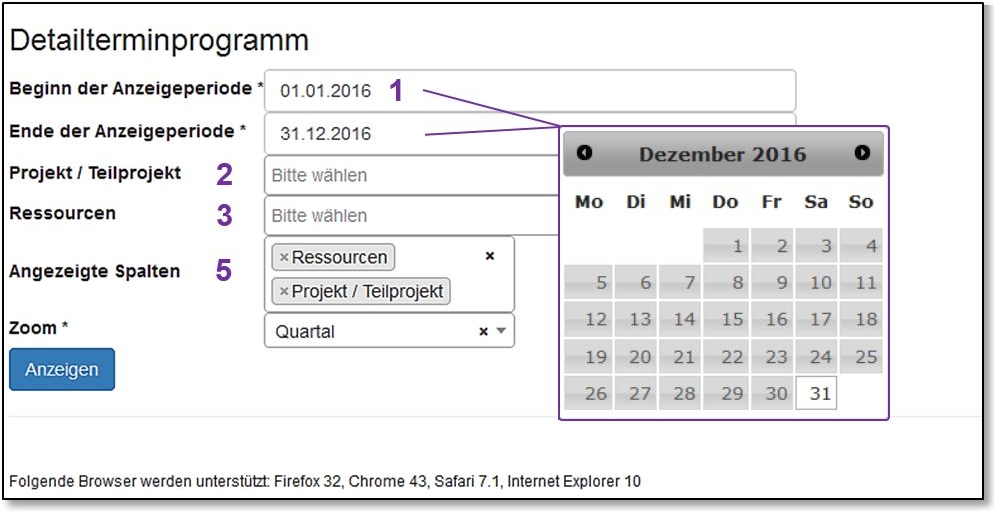 Detailterminprogramm
Beginn der Anzeigeperiode * 01.01.2016 1
Ende der Anzeigeperiode * 31.12.2016
Projekt / Teilprojekt 2 Bitte wählen
Ressourcen 3 Bitte wählen
Angezeigte Spalten 5 ×Ressourcen ×
×Projekt / Teilprojekt
Zoom * Quartal ×
Anzeigen
Dezember 2016
Mo Di Mi Do Fr Sa So
1 2 3 4
5 6 7 8 9 10 11
12 13 14 15 16 17 18
19 20 21 22 23 24 25
26 27 28 29 30 31
Folgende Browser werden unterstützt: Firefox 32, Chrome 43, Safari 7.1, Internet Explorer 10